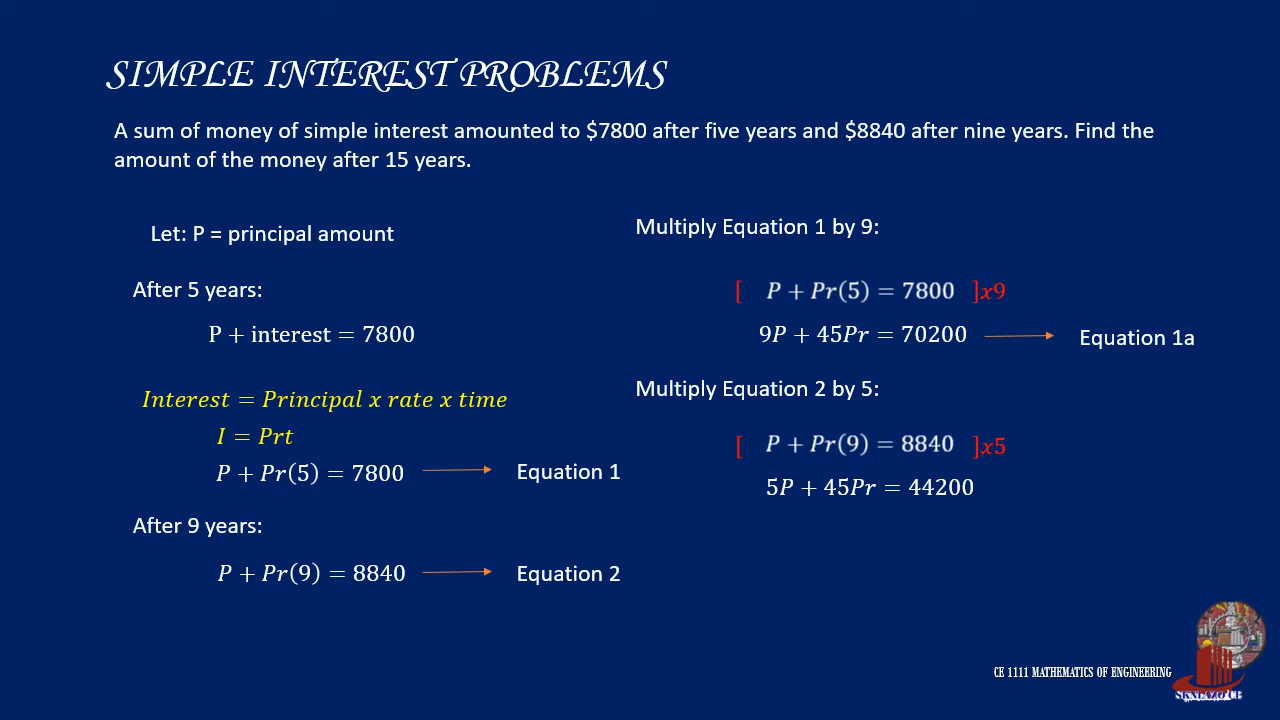 SIMPLE INTEREST PROBLEMS
A sum of money of simple interest amounted to $7800 after five years and $8840 after nine years. Find the
amount of the money after 15 years.
Let: P = principal amount
After 5 years:
P + interest = 7800
Interest = Principal x rate x time
I = Prt
P + Pr(5) = 7800
Equation 1
After 9 years:
P + Pr(9) = 8840
Equation 2
Multiply Equation 1 by 9:
[ P + Pr(5) = 7800 ]x9
9P + 45Pr = 70200
Equation 1a
Multiply Equation 2 by 5:
[ P + Pr(9) = 8840 ]x5
5P + 45Pr = 44200
CE 1111 MATHEMATICS OF ENGINEERING